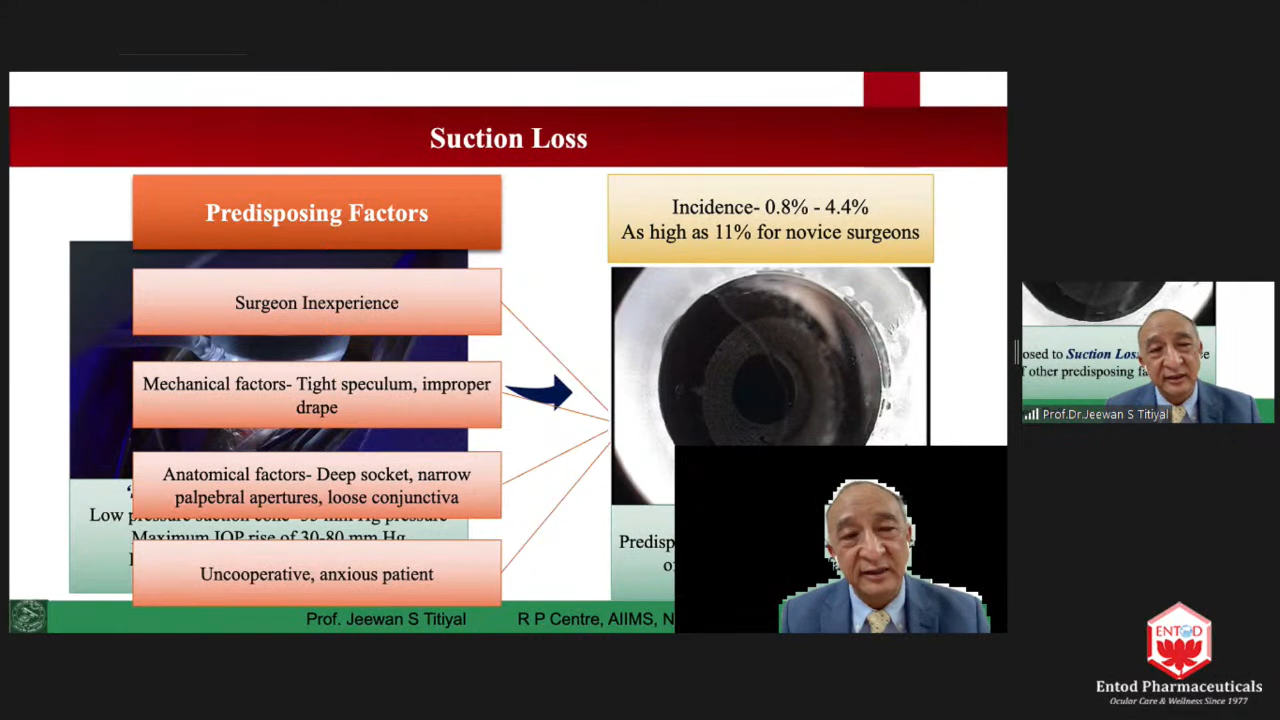 Suction Loss
Predisposing Factors
Surgeon Inexperience
Mechanical factors- Tight speculum, improper
drape
Anatomical factors- Deep socket, narrow
palpebral apertures, loose conjunctiva
Low pressure suction cone
mm Hg pressure
Maximum IOP rise of 30-80 mm Hg
Uncooperative, anxious patient
Incidence- 0.8% - 4.4%
As high as 11% for novice surgeons
Predisp
Prof. Jeewan S Titiyal
R P Centre, AIIMS, N
osed to Suction Los
e
of other predisposing fa
Prof.Dr.Jeewan S Titiyal
ENTOD
Entod Pharmaceuticals
Ocular Care & Wellness Since 1977